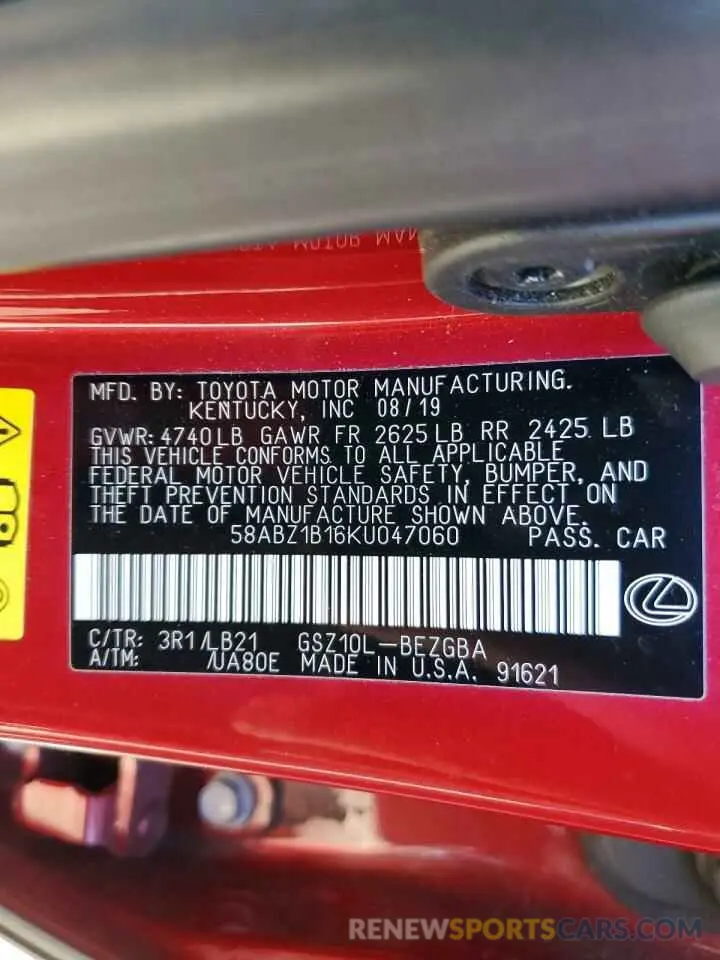 MFD. BY: TOYOTA MOTOR MANUFACTURING.
KENTUCKY, INC 08/19
GVWR: 4740LB GAWR FR 2625LB RR 2425 LB
THIS VEHICLE CONFORMS TO ALL APPLICABLE
FEDERAL MOTOR VEHICLE SAFETY, BUMPER, AND
THEFT PREVENTION STANDARDS IN EFFECT ON
THE DATE OF MANUFACTURE SHOWN ABOVE.
58ABZ1B16KU047060 PASS. CAR
C/TR: 3R1/LB21 GSZ10L-BEZGBA
A/TM: /UA80E MADE IN U.S.A. 91621
RENEWSPORTSCARS.COM